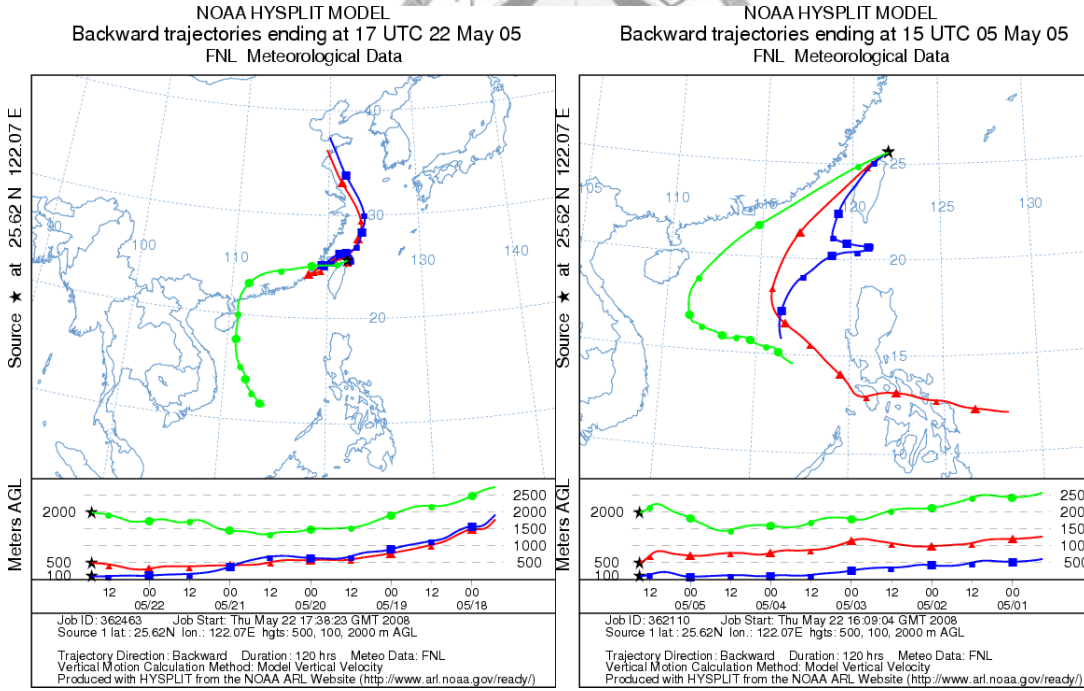 NOAA HYSPLIT MODEL
Backward trajectories ending at 17 UTC 22 May 05
FNL Meteorological Data
Source ★ at 25.62 N 122.07 E
40
30
20
90
100
110
120
130
140
Meters AGL
2000
500
100
2500
2000
1500
1000
500
12 00 12 00 12 00 12 00 12 00
05/22 05/21 05/20 05/19 05/18
Job ID: 362463 Job Start: Thu May 22 17:38:23 GMT 2008
Source 1 lat.: 25.62N lon.: 122.07E hgts: 500, 100, 2000 m AGL
Trajectory Direction: Backward Duration: 120 hrs Meteo Data: FNL
Vertical Motion Calculation Method: Model Vertical Velocity
Produced with HYSPLIT from the NOAA ARL Website (http://www.arl.noaa.gov/ready/)
NOAA HYSPLIT MODEL
Backward trajectories ending at 15 UTC 05 May 05
FNL Meteorological Data
Source ★ at 25.62 N 122.07 E
25
20
15
10
105
110
115
120
125
130
Meters AGL
2000
500
100
2500
2000
1500
1000
500
12 00 12 00 12 00 12 00 12 00
05/05 05/04 05/03 05/02 05/01
Job ID: 362110 Job Start: Thu May 22 16:09:04 GMT 2008
Source 1 lat.: 25.62N lon.: 122.07E hgts: 500, 100, 2000 m AGL
Trajectory Direction: Backward Duration: 120 hrs Meteo Data: FNL
Vertical Motion Calculation Method: Model Vertical Velocity
Produced with HYSPLIT from the NOAA ARL Website (http://www.arl.noaa.gov/ready/)